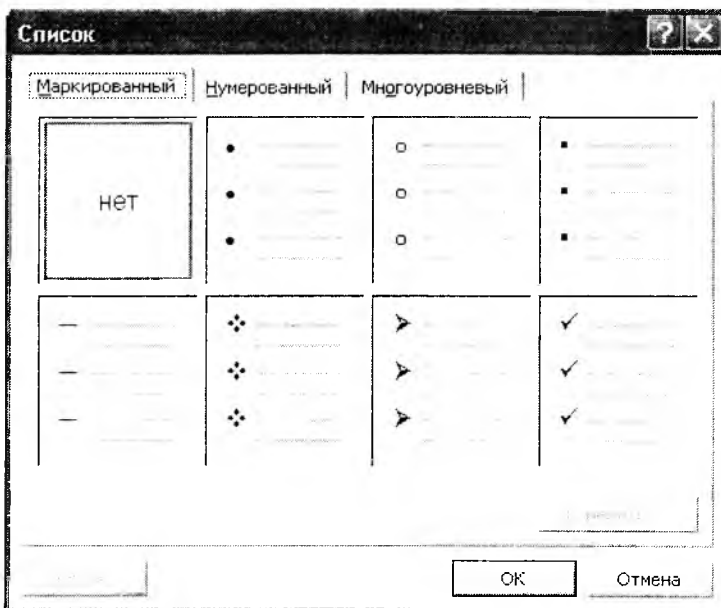 Список
Маркированный Нумерованный Многоуровневый
нет
ОК Отмена